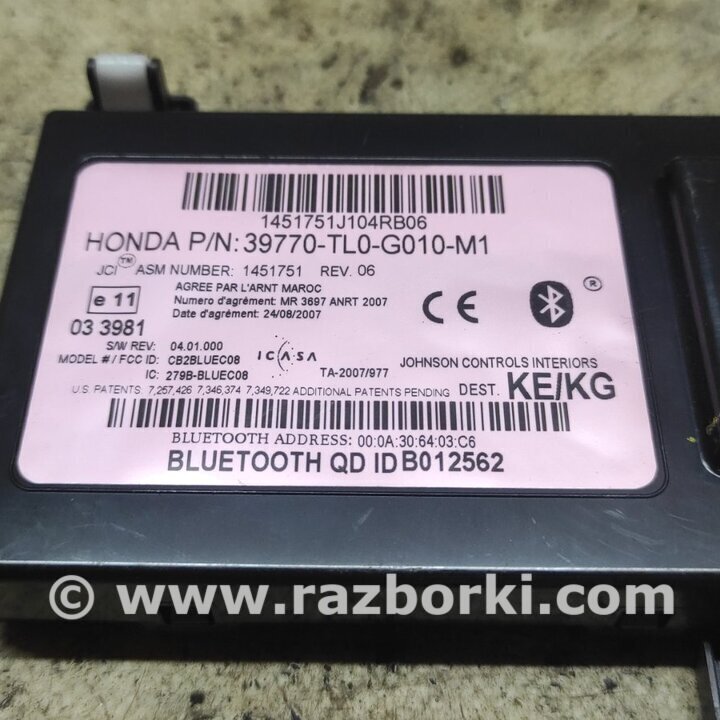 1451751J104RB06
HONDA P/N: 39770-TL0-G010-M1
JCI™ ASM NUMBER: 1451751 REV. 06
e 11
AGREE PAR L'ARNT MAROC
Numero d'agrément: MR 3697 ANRT 2007
Date d'agrément: 24/08/2007
03 3981
CE
®
S/W REV: 04.01.000
MODEL # / FCC ID: CB2BLUEC08
IC: 279B-BLUEC08
ICASA
TA-2007/977
JOHNSON CONTROLS INTERIORS
U.S. PATENTS 7,257,426 7,346,374 7,349,722 ADDITIONAL PATENTS PENDING DEST. KE/KG
BLUETOOTH ADDRESS: 00:0A:30:64:03:C6
BLUETOOTH QD ID B012562
© www.razborki.com